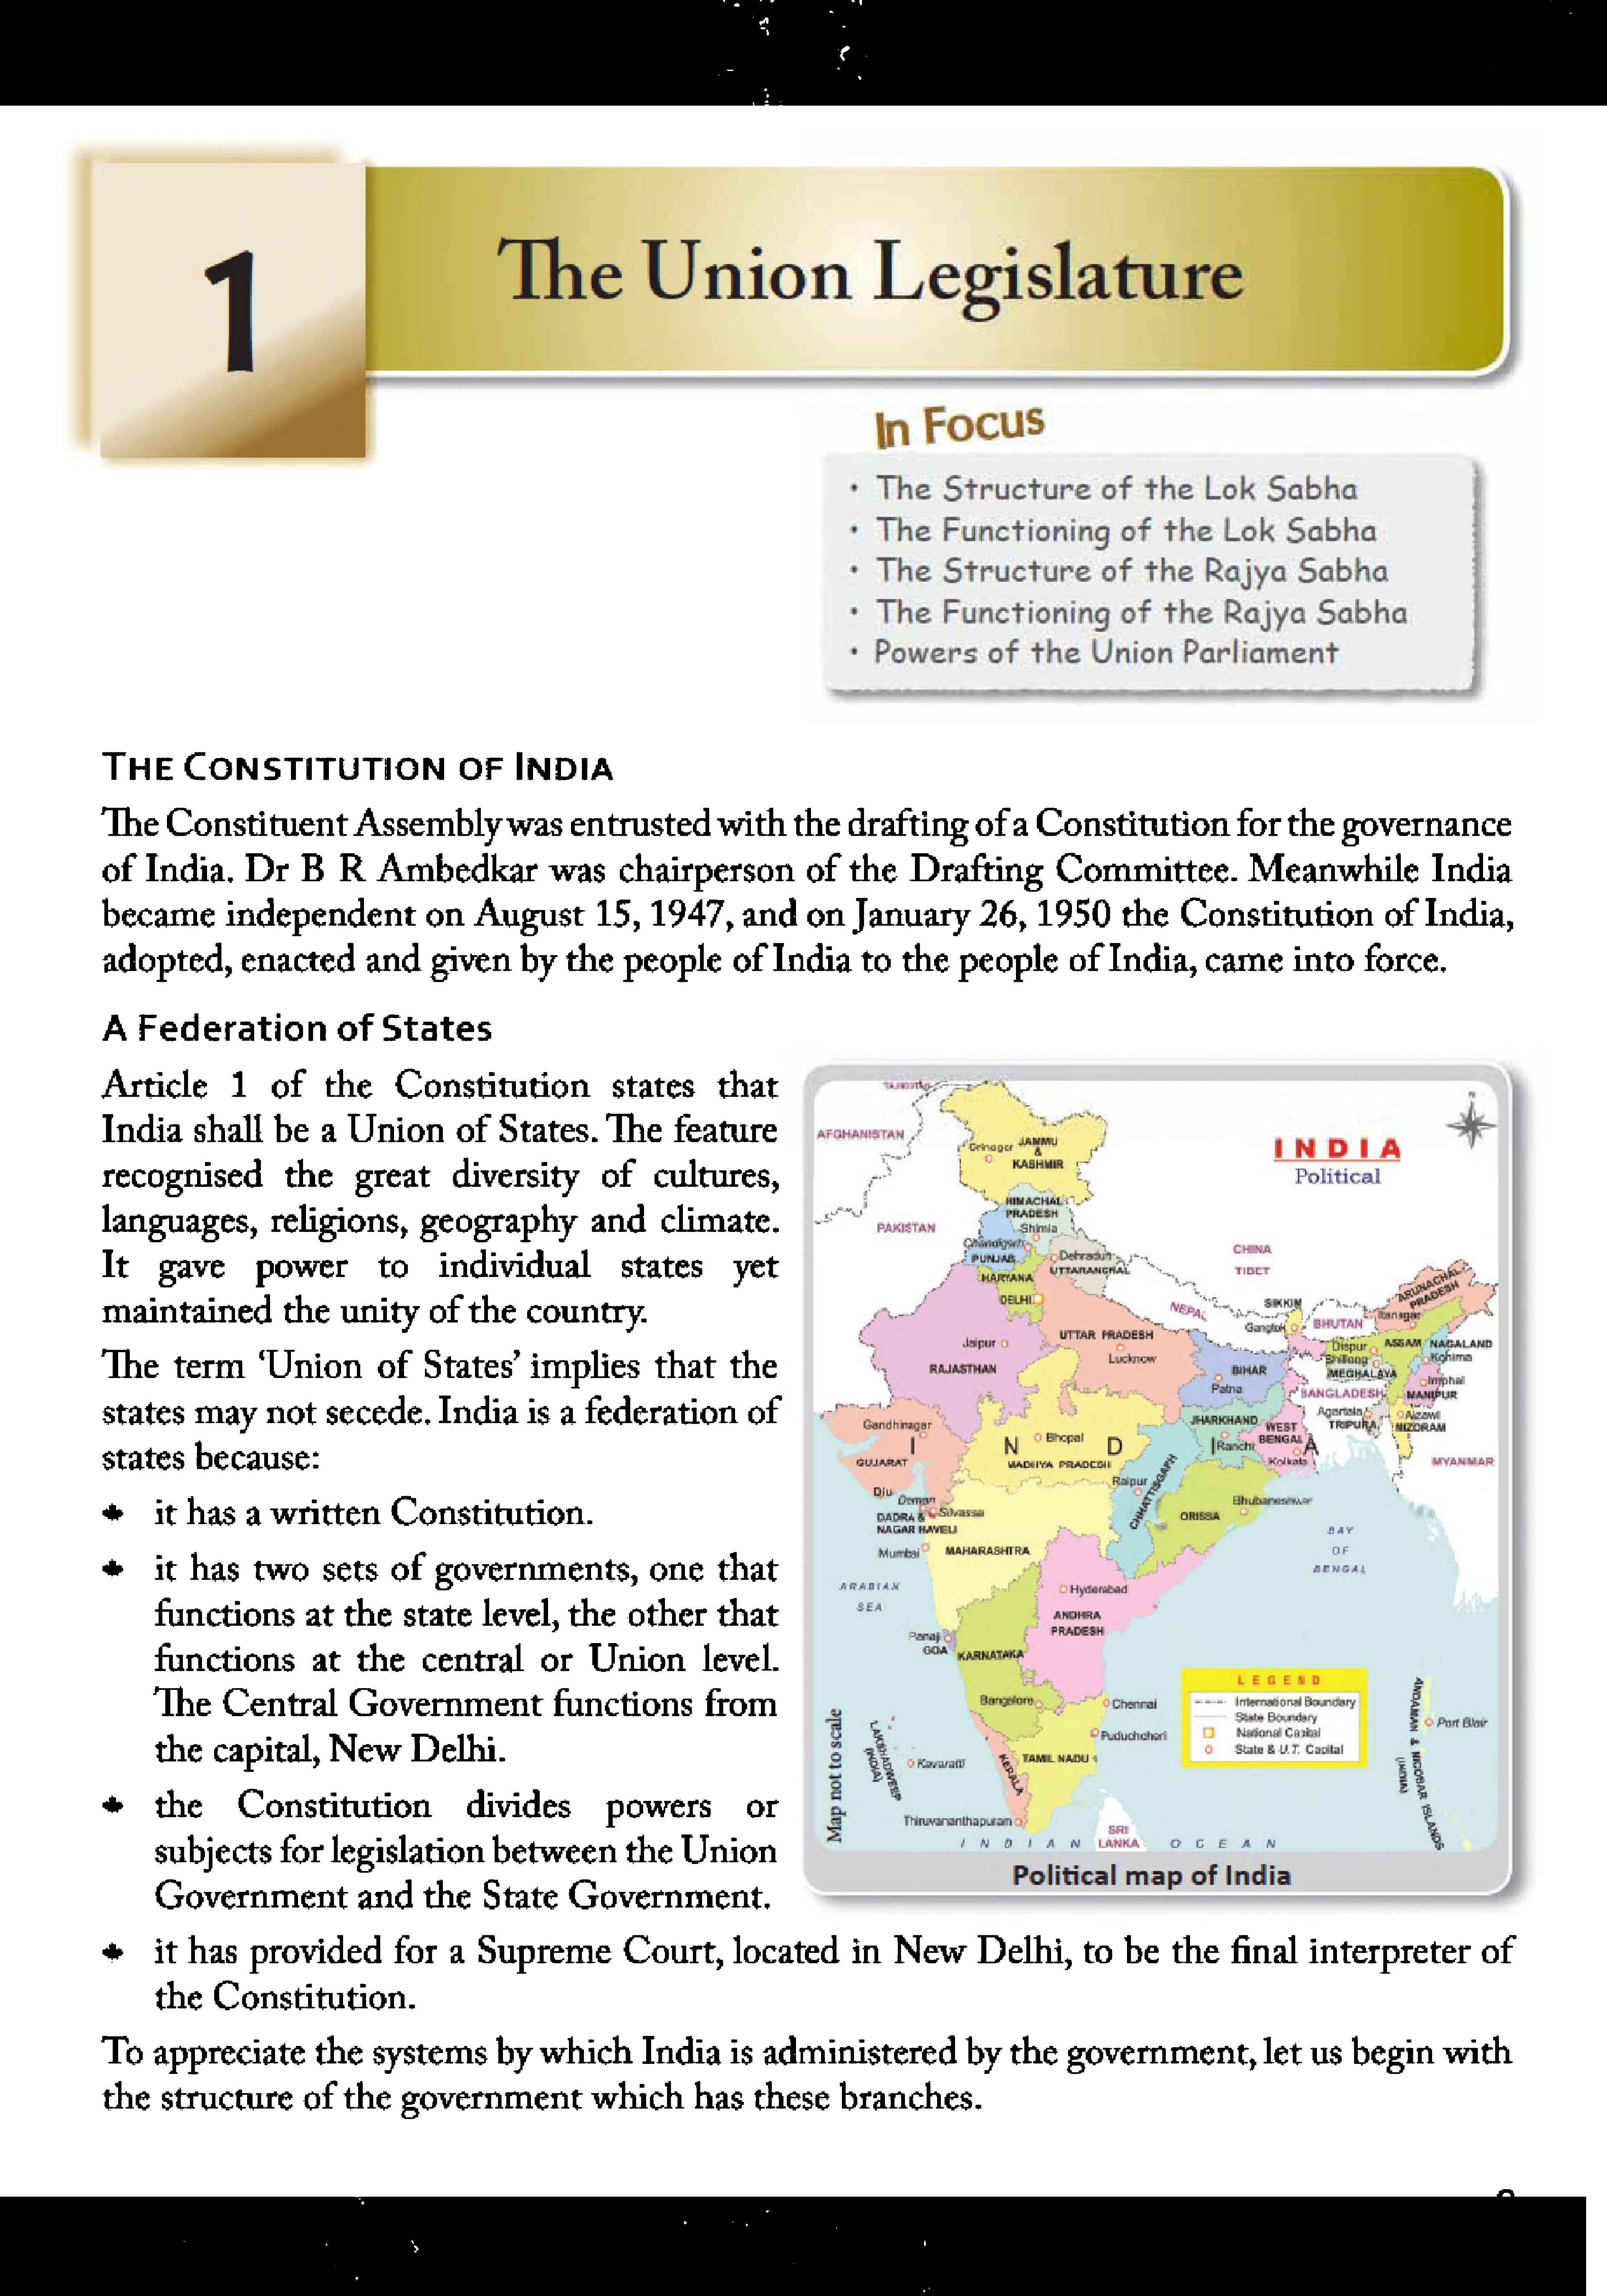 1
The Union Legislature
In Focus
• The Structure of the Lok Sabha
• The Functioning of the Lok Sabha
• The Structure of the Rajya Sabha
• The Functioning of the Rajya Sabha
• Powers of the Union Parliament
THE CONSTITUTION OF INDIA
The Constituent Assembly was entrusted with the drafting of a Constitution for the governance
of India. Dr B R Ambedkar was chairperson of the Drafting Committee. Meanwhile India
became independent on August 15, 1947, and on January 26, 1950 the Constitution of India,
adopted, enacted and given by the people of India to the people of India, came into force.
A Federation of States
Article 1 of the Constitution states that
India shall be a Union of States. The feature
recognised the great diversity of cultures,
languages, religions, geography and climate.
It gave power to individual states yet
maintained the unity of the country.
The term ‘Union of States’ implies that the
states may not secede. India is a federation of
states because:
it has a written Constitution.
it has two sets of governments, one that
functions at the state level, the other that
functions at the central or Union level.
The Central Government functions from
the capital, New Delhi.
the Constitution divides powers or
subjects for legislation between the Union
Government and the State Government.
it has provided for a Supreme Court, located in New Delhi, to be the final interpreter of
the Constitution.
To appreciate the systems by which India is administered by the government, let us begin with
the structure of the government which has these branches.
N
INDIA
Political
AFGHANISTAN
JAMMU
&
KASHMIR
HIMACHAL
PRADESH
Shimla
PAKISTAN
Chandigarh
PUNJAB
Dehradun
UTTARANCHAL
HARYANA
DELHI
CHINA
TIBET
NEPAL
SIKKIM
Gangtok
BHUTAN
ARUNACHAL
PRADESH
Itanagar
Jaipur
RAJASTHAN
UTTAR PRADESH
Lucknow
BIHAR
Patna
Dispur
ASSAM
NAGALAND
Shillong
Kohima
MEGHALAYA
Imphal
BANGLADESH
MANIPUR
Agartala
TRIPURA
Aizawl
MIZORAM
MYANMAR
Gandhinagar
GUJARAT
I N D I A
Bhopal
MADHYA PRADESH
JHARKHAND
Ranchi
WEST
BENGAL
Kolkata
Raipur
CHHATTISGARH
Diu
Daman
Silvassa
DADRA &
NAGAR HAVELI
Bhubaneshwar
ORISSA
Mumbai
MAHARASHTRA
BAY
OF
BENGAL
ARABIAN
SEA
Hyderabad
ANDHRA
PRADESH
Panaji
GOA
KARNATAKA
Bangalore
Chennai
Puducheri
LEGEND
International Boundary
State Boundary
National Capital
State & U.T. Capital
ANDAMAN & NICOBAR ISLANDS
(INDIA)
Port Blair
LAKSHADWEEP
(INDIA)
Kavaratti
KERALA
TAMIL NADU
Thiruvananthapuram
SRI
LANKA
INDIAN OCEAN
Map not to scale
Political map of India